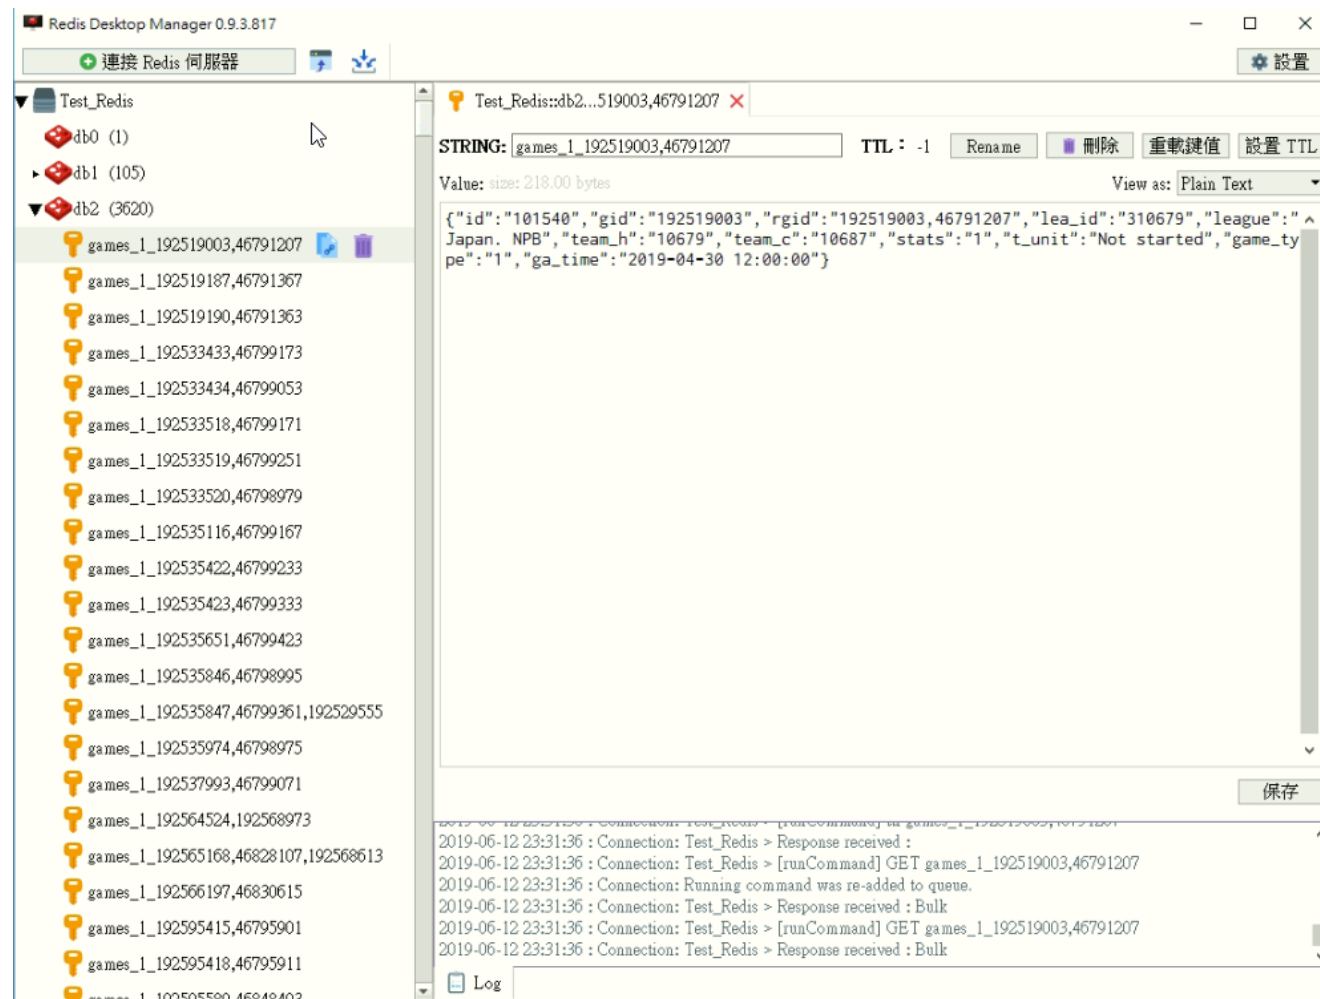 Redis Desktop Manager 0.9.3.817
連接 Redis 伺服器
設置
Test_Redis
db0 (1)
db1 (105)
db2 (3620)
games_1_192519003,46791207
games_1_192519187,46791367
games_1_192519190,46791363
games_1_192533433,46799173
games_1_192533434,46799053
games_1_192533518,46799171
games_1_192533519,46799251
games_1_192533520,46798979
games_1_192535116,46799167
games_1_192535422,46799233
games_1_192535423,46799333
games_1_192535651,46799423
games_1_192535846,46798995
games_1_192535847,46799361,192529555
games_1_192535974,46798975
games_1_192537993,46799071
games_1_192564524,192568973
games_1_192565168,46828107,192568613
games_1_192566197,46830615
games_1_192595415,46795901
games_1_192595418,46795911
Test_Redis::db2...519003,46791207
STRING: games_1_192519003,46791207 TTL: -1 Rename 刪除 重載鍵值 設置 TTL
Value: size: 218.00 bytes View as: Plain Text
{"id":"101540","gid":"192519003","rgid":"192519003,46791207","lea_id":"310679","league":"
Japan. NPB","team_h":"10679","team_c":"10687","stats":"1","t_unit":"Not started","game_ty
pe":"1","ga_time":"2019-04-30 12:00:00"}
保存
2019-06-12 23:31:36 : Connection: Test_Redis > Response received :
2019-06-12 23:31:36 : Connection: Test_Redis > [runCommand] GET games_1_192519003,46791207
2019-06-12 23:31:36 : Connection: Running command was re-added to queue.
2019-06-12 23:31:36 : Connection: Test_Redis > Response received : Bulk
2019-06-12 23:31:36 : Connection: Test_Redis > [runCommand] GET games_1_192519003,46791207
2019-06-12 23:31:36 : Connection: Test_Redis > Response received : Bulk
Log